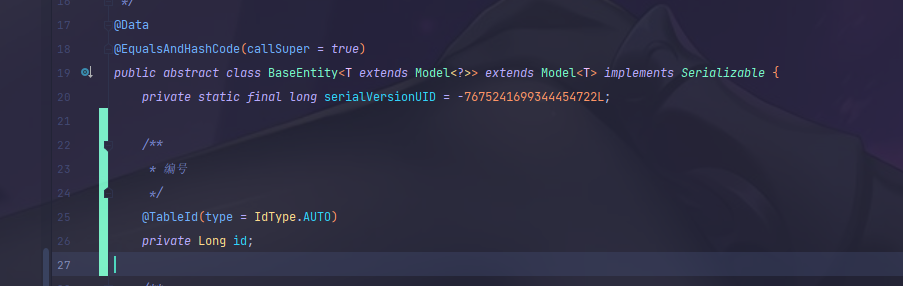 16 */
17 @Data
18 @EqualsAndHashCode(callSuper = true)
19 public abstract class BaseEntity<T extends Model<?>> extends Model<T> implements Serializable {
20 private static final long serialVersionUID = -7675241699344454722L;
21
22 /**
23 * 编号
24 */
25 @TableId(type = IdType.AUTO)
26 private Long id;
27
/**